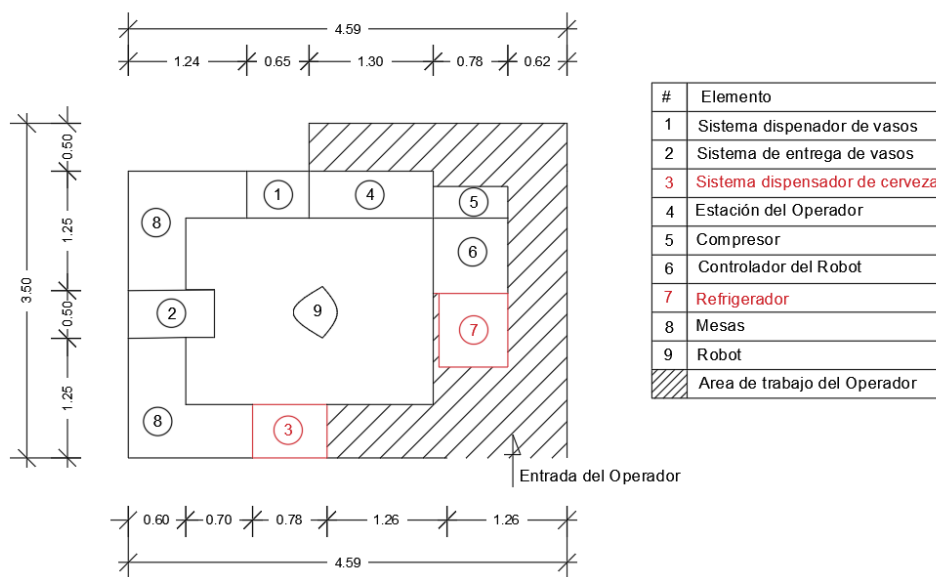 4.59
1.24 0.65 1.30 0.78 0.62
0.50
1.25
3.50
0.50
1.25
1 4 5
8 6
2 9 7
8 3
Entrada del Operador
0.60 0.70 0.78 1.26 1.26
4.59
# Elemento
1 Sistema dispenador de vasos
2 Sistema de entrega de vasos
3 Sistema dispensador de cerveza
4 Estación del Operador
5 Compresor
6 Controlador del Robot
7 Refrigerador
8 Mesas
9 Robot
Area de trabajo del Operador